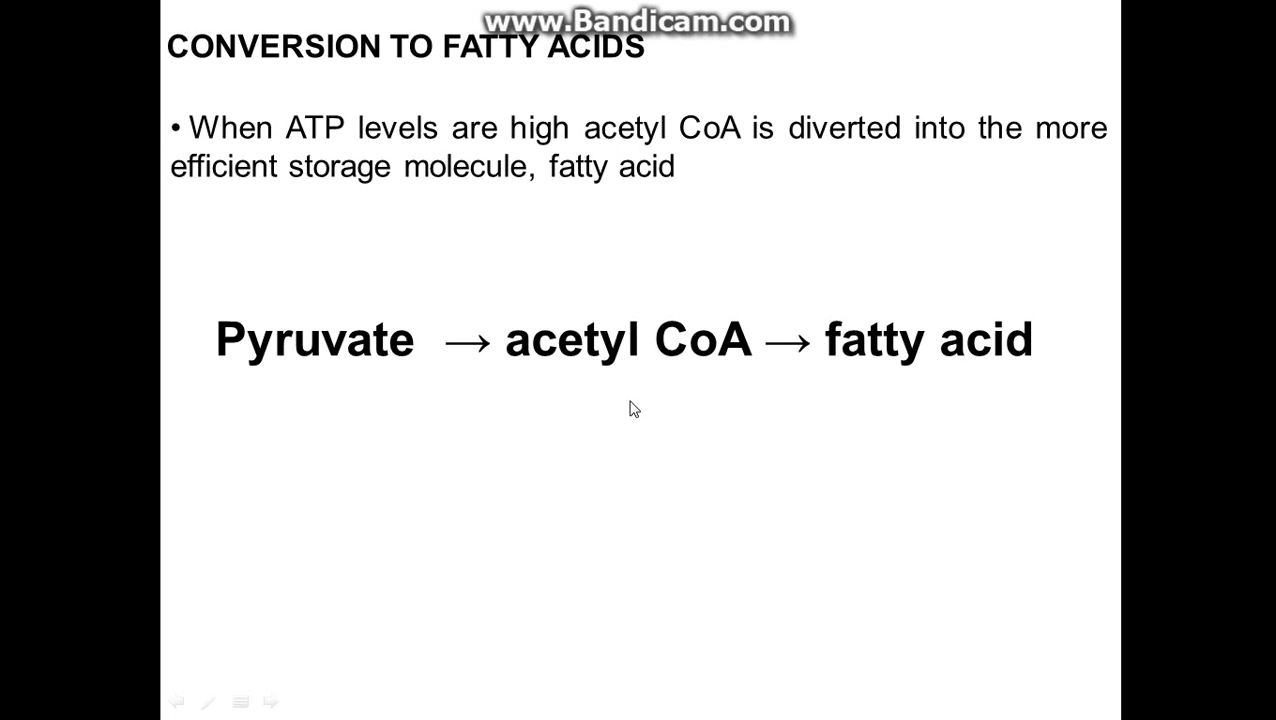 www.Bandicam.com
CONVERSION TO FATTY ACIDS
• When ATP levels are high acetyl CoA is diverted into the more
efficient storage molecule, fatty acid
Pyruvate → acetyl CoA → fatty acid